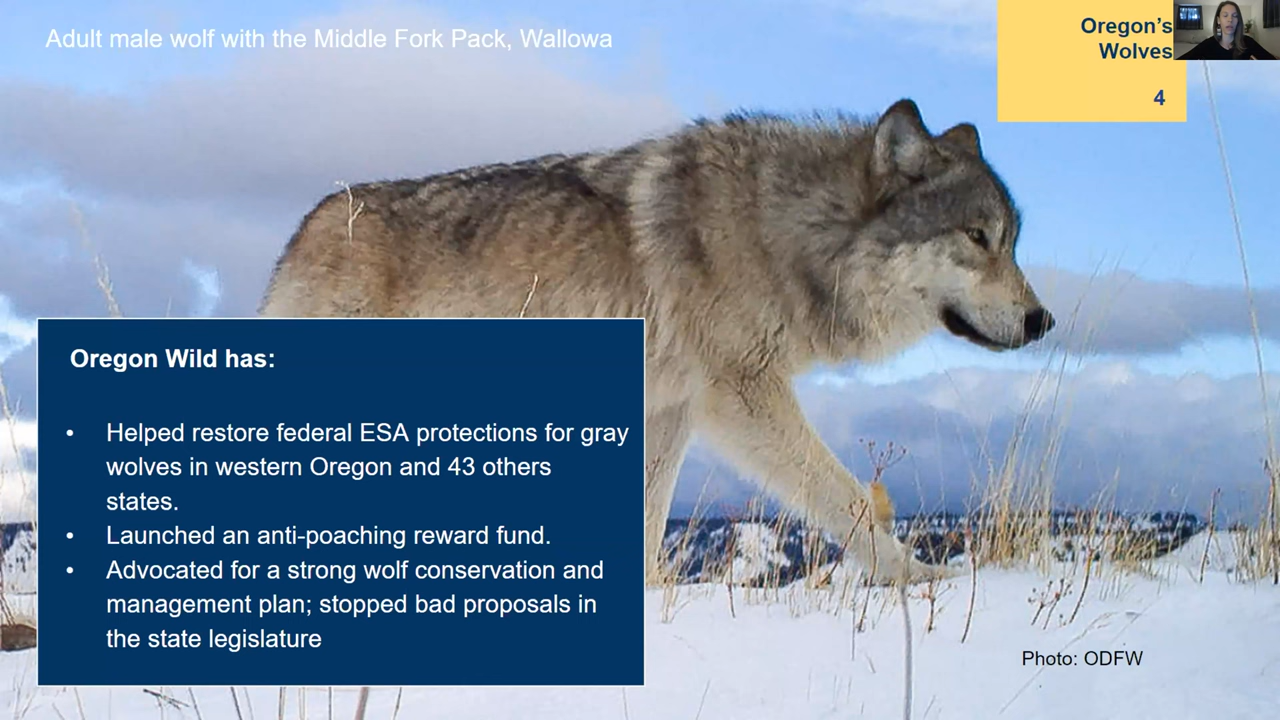 Adult male wolf with the Middle Fork Pack, Wallowa
Oregon's
Wolves
4
Oregon Wild has:
• Helped restore federal ESA protections for gray
wolves in western Oregon and 43 others
states.
• Launched an anti-poaching reward fund.
• Advocated for a strong wolf conservation and
management plan; stopped bad proposals in
the state legislature
Photo: ODFW